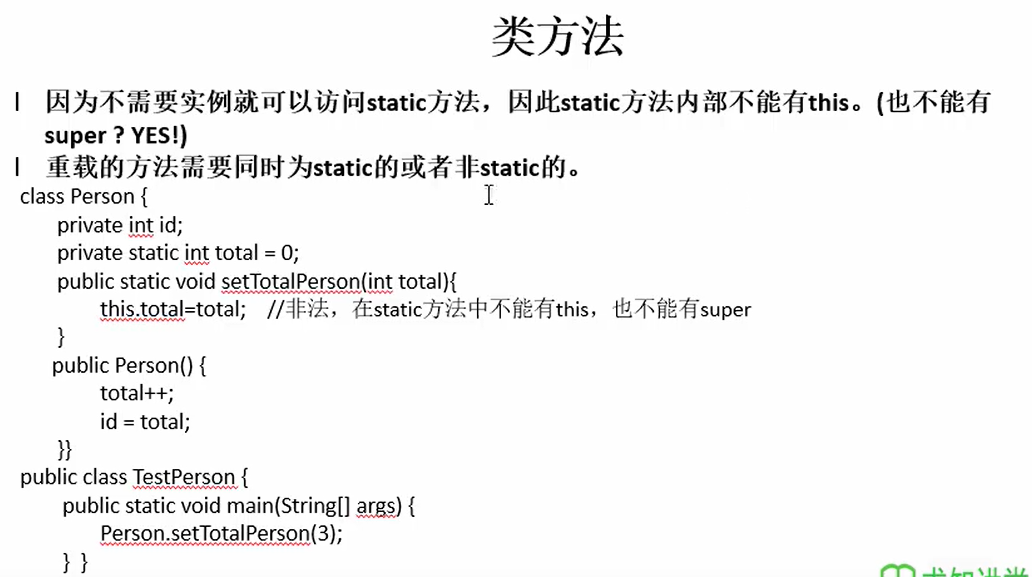 类方法
l 因为不需要实例就可以访问static方法，因此static方法内部不能有this。(也不能有
super ? YES!)
l 重载的方法需要同时为static的或者非static的。
class Person {
private int id;
private static int total = 0;
public static void setTotalPerson(int total){
this.total=total; //非法，在static方法中不能有this，也不能有super
}
public Person() {
total++;
id = total;
}}
public class TestPerson {
public static void main(String[] args) {
Person.setTotalPerson(3);
} }